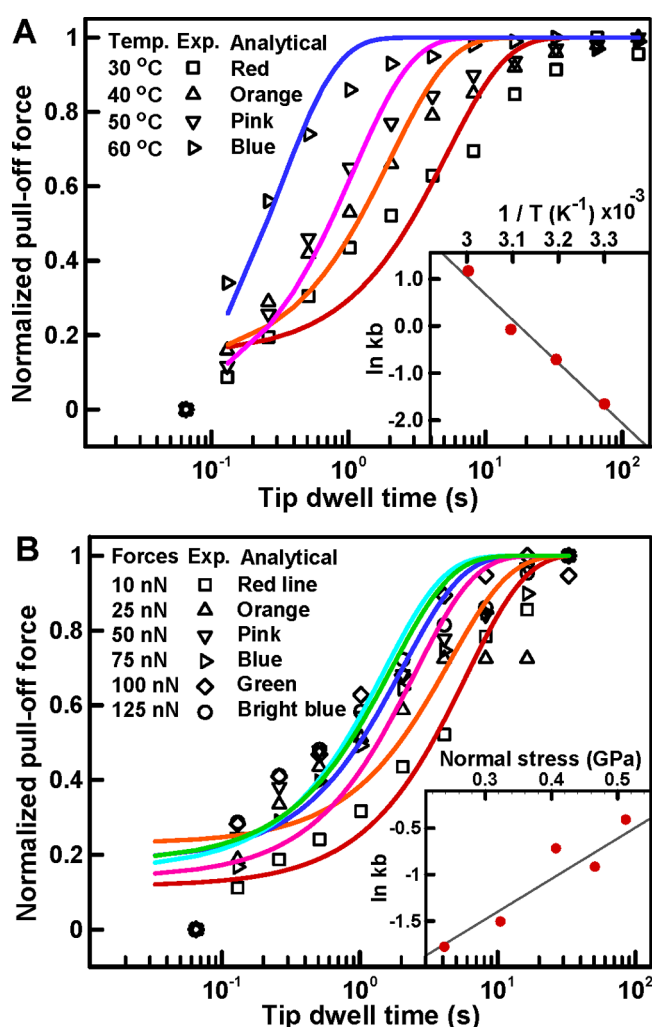 A
Normalized pull-off force
1
0.8
0.6
0.4
0.2
0
Temp. Exp. Analytical
30 °C Red
40 °C Orange
50 °C Pink
60 °C Blue
1 / T (K⁻¹) x10⁻³
3 3.1 3.2 3.3
ln kb
1.0
0.0
-1.0
-2.0
10⁻¹ 10⁰ 10¹ 10²
Tip dwell time (s)
B
Normalized pull-off force
1
0.8
0.6
0.4
0.2
0
Forces Exp. Analytical
10 nN Red line
25 nN Orange
50 nN Pink
75 nN Blue
100 nN Green
125 nN Bright blue
Normal stress (GPa)
0.3 0.4 0.5
ln kb
-0.5
-1
-1.5
10⁻¹ 10⁰ 10¹ 10²
Tip dwell time (s)